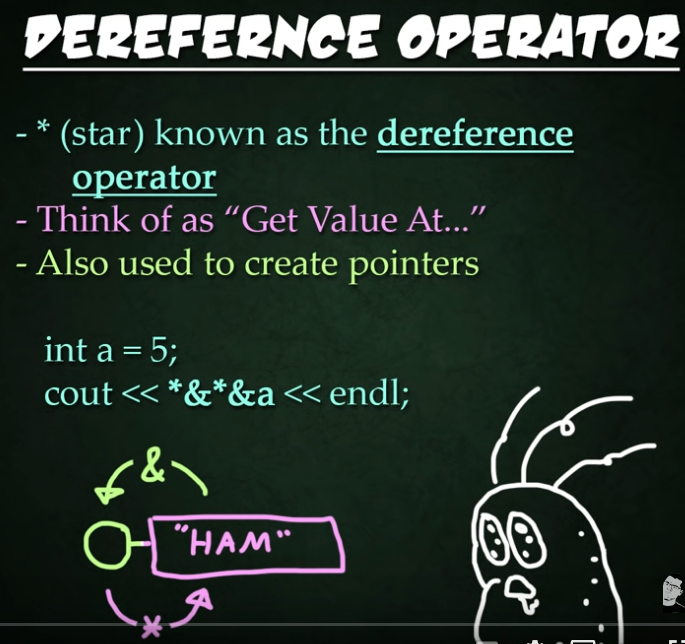 DEREFERNCE OPERATOR
- * (star) known as the dereference
operator
- Think of as “Get Value At...”
- Also used to create pointers
int a = 5;
cout << *&*&a << endl;
&
"HAM"
*